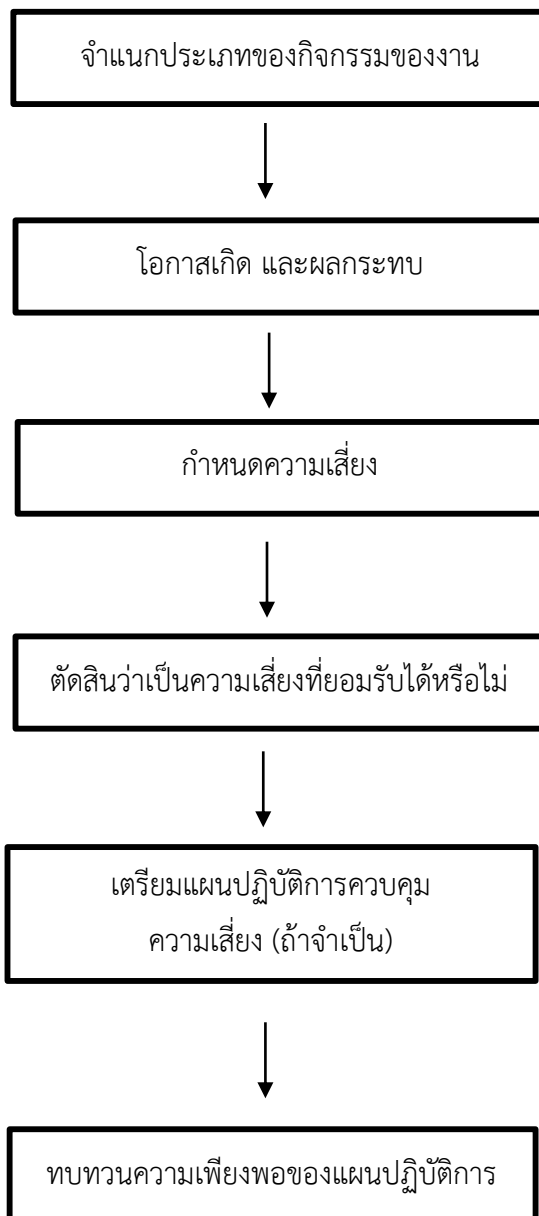 จำแนกประเภทของกิจกรรมของงาน
โอกาสเกิด และผลกระทบ
กำหนดความเสี่ยง
ตัดสินว่าเป็นความเสี่ยงที่ยอมรับได้หรือไม่
เตรียมแผนปฏิบัติการควบคุม
ความเสี่ยง (ถ้าจำเป็น)
ทบทวนความเพียงพอของแผนปฏิบัติการ